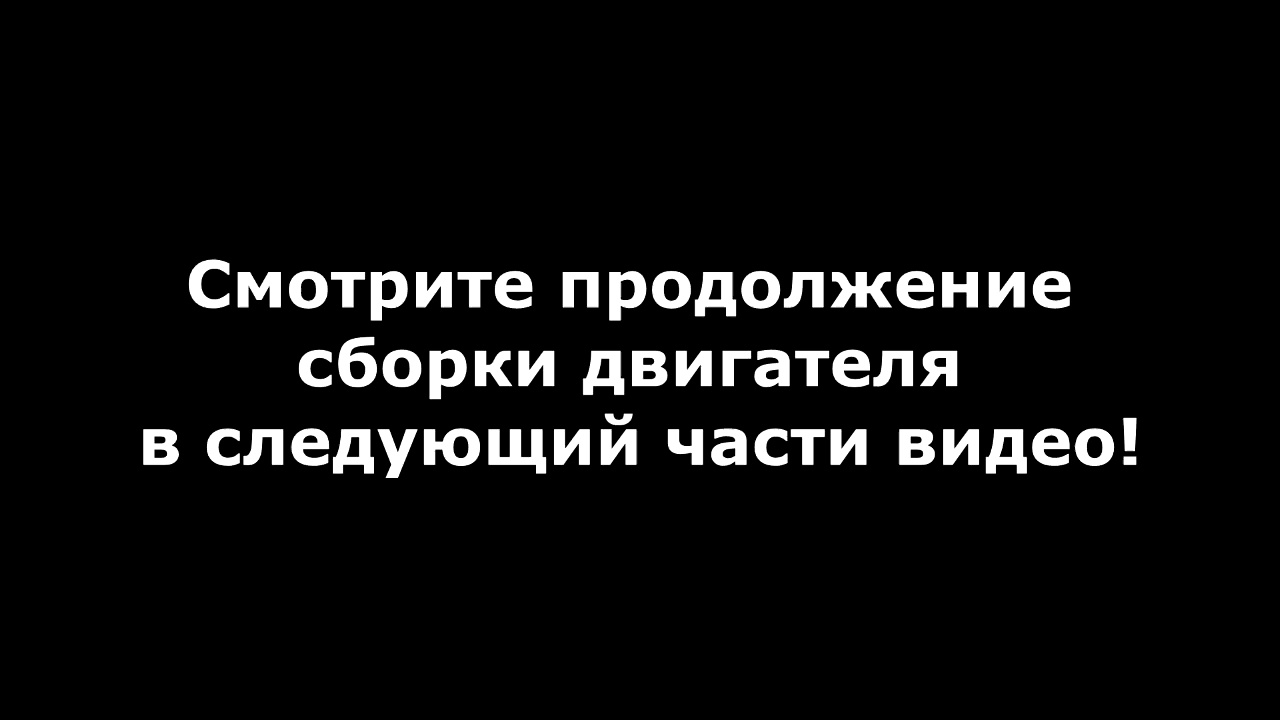 Смотрите продолжение
сборки двигателя
в следующий части видео!